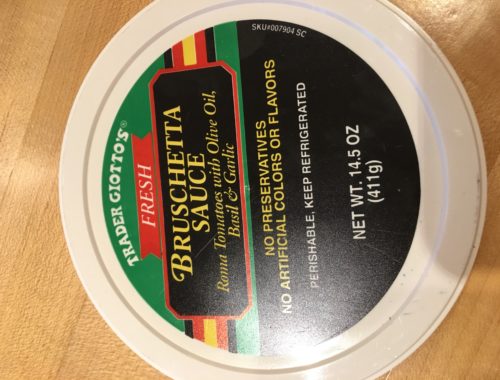 TRADER GIOTTO'S®
FRESH
BRUSCHETTA
SAUCE
Roma Tomatoes with Olive Oil,
Basil & Garlic
NO PRESERVATIVES
NO ARTIFICIAL COLORS OR FLAVORS
PERISHABLE, KEEP REFRIGERATED
NET WT. 14.5 OZ
(411g)
SKU#007904 SC